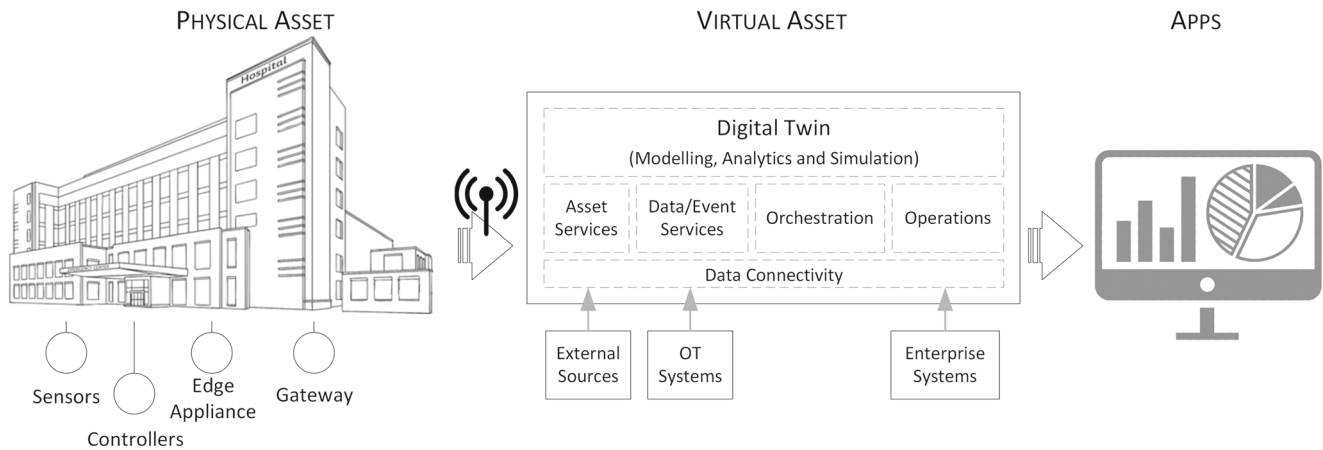 PHYSICAL ASSET
VIRTUAL ASSET
APPS
Hospital
Digital Twin
(Modelling, Analytics and Simulation)
Asset
Services
Data/Event
Services
Orchestration
Operations
Data Connectivity
External
Sources
OT
Systems
Enterprise
Systems
Sensors
Controllers
Edge
Appliance
Gateway